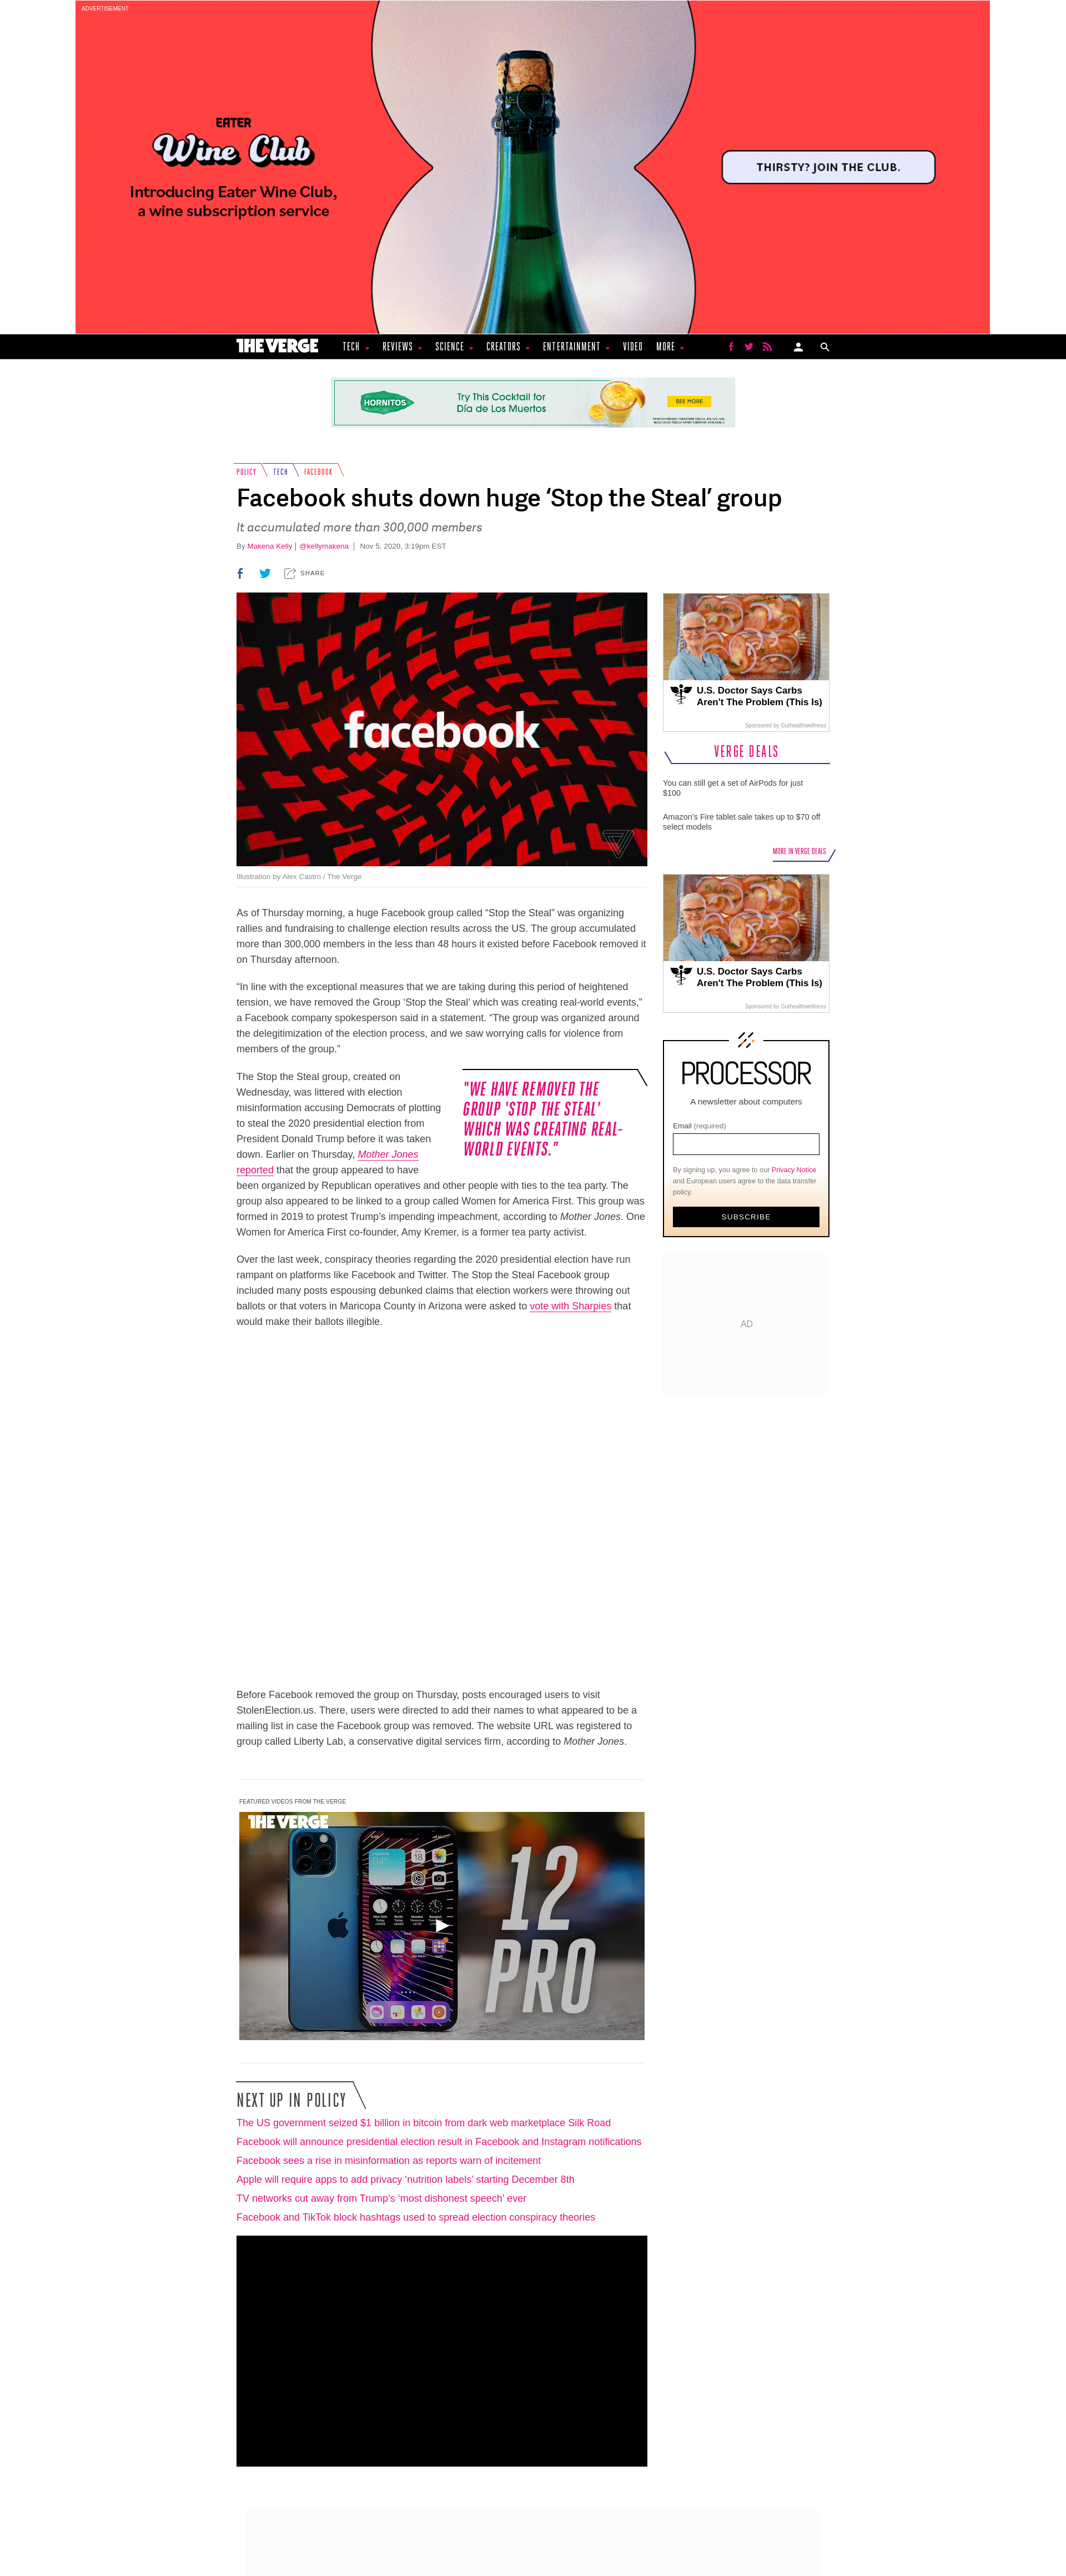 ADVERTISEMENT
EATER
Wine Club
Introducing Eater Wine Club,
a wine subscription service
THIRSTY? JOIN THE CLUB.
THE VERGE
TECH
REVIEWS
SCIENCE
CREATORS
ENTERTAINMENT
VIDEO
MORE
HORNITOS
Try This Cocktail for
Día de Los Muertos
SEE MORE
POLICY
TECH
FACEBOOK
Facebook shuts down huge ‘Stop the Steal’ group
It accumulated more than 300,000 members
By Makena Kelly | @kellymakena | Nov 5, 2020, 3:19pm EST
SHARE
facebook
Illustration by Alex Castro / The Verge
As of Thursday morning, a huge Facebook group called “Stop the Steal” was organizing
rallies and fundraising to challenge election results across the US. The group accumulated
more than 300,000 members in the less than 48 hours it existed before Facebook removed it
on Thursday afternoon.
“In line with the exceptional measures that we are taking during this period of heightened
tension, we have removed the Group ‘Stop the Steal’ which was creating real-world events,”
a Facebook company spokesperson said in a statement. “The group was organized around
the delegitimization of the election process, and we saw worrying calls for violence from
members of the group.”
The Stop the Steal group, created on
Wednesday, was littered with election
misinformation accusing Democrats of plotting
to steal the 2020 presidential election from
President Donald Trump before it was taken
down. Earlier on Thursday, Mother Jones
reported that the group appeared to have
"WE HAVE REMOVED THE
GROUP 'STOP THE STEAL'
WHICH WAS CREATING REAL-
WORLD EVENTS.”
been organized by Republican operatives and other people with ties to the tea party. The
group also appeared to be linked to a group called Women for America First. This group was
formed in 2019 to protest Trump’s impending impeachment, according to Mother Jones. One
Women for America First co-founder, Amy Kremer, is a former tea party activist.
Over the last week, conspiracy theories regarding the 2020 presidential election have run
rampant on platforms like Facebook and Twitter. The Stop the Steal Facebook group
included many posts espousing debunked claims that election workers were throwing out
ballots or that voters in Maricopa County in Arizona were asked to vote with Sharpies that
would make their ballots illegible.
Before Facebook removed the group on Thursday, posts encouraged users to visit
StolenElection.us. There, users were directed to add their names to what appeared to be a
mailing list in case the Facebook group was removed. The website URL was registered to
group called Liberty Lab, a conservative digital services firm, according to Mother Jones.
FEATURED VIDEOS FROM THE VERGE
THE VERGE
12
PRO
NEXT UP IN POLICY
The US government seized $1 billion in bitcoin from dark web marketplace Silk Road
Facebook will announce presidential election result in Facebook and Instagram notifications
Facebook sees a rise in misinformation as reports warn of incitement
Apple will require apps to add privacy ‘nutrition labels’ starting December 8th
TV networks cut away from Trump’s ‘most dishonest speech’ ever
Facebook and TikTok block hashtags used to spread election conspiracy theories
U.S. Doctor Says Carbs
Aren't The Problem (This Is)
Sponsored by Guthealthwellness
VERGE DEALS
You can still get a set of AirPods for just
$100
Amazon’s Fire tablet sale takes up to $70 off
select models
MORE IN VERGE DEALS
U.S. Doctor Says Carbs
Aren't The Problem (This Is)
Sponsored by Guthealthwellness
PROCESSOR
A newsletter about computers
Email (required)
By signing up, you agree to our Privacy Notice
and European users agree to the data transfer
policy.
SUBSCRIBE
AD